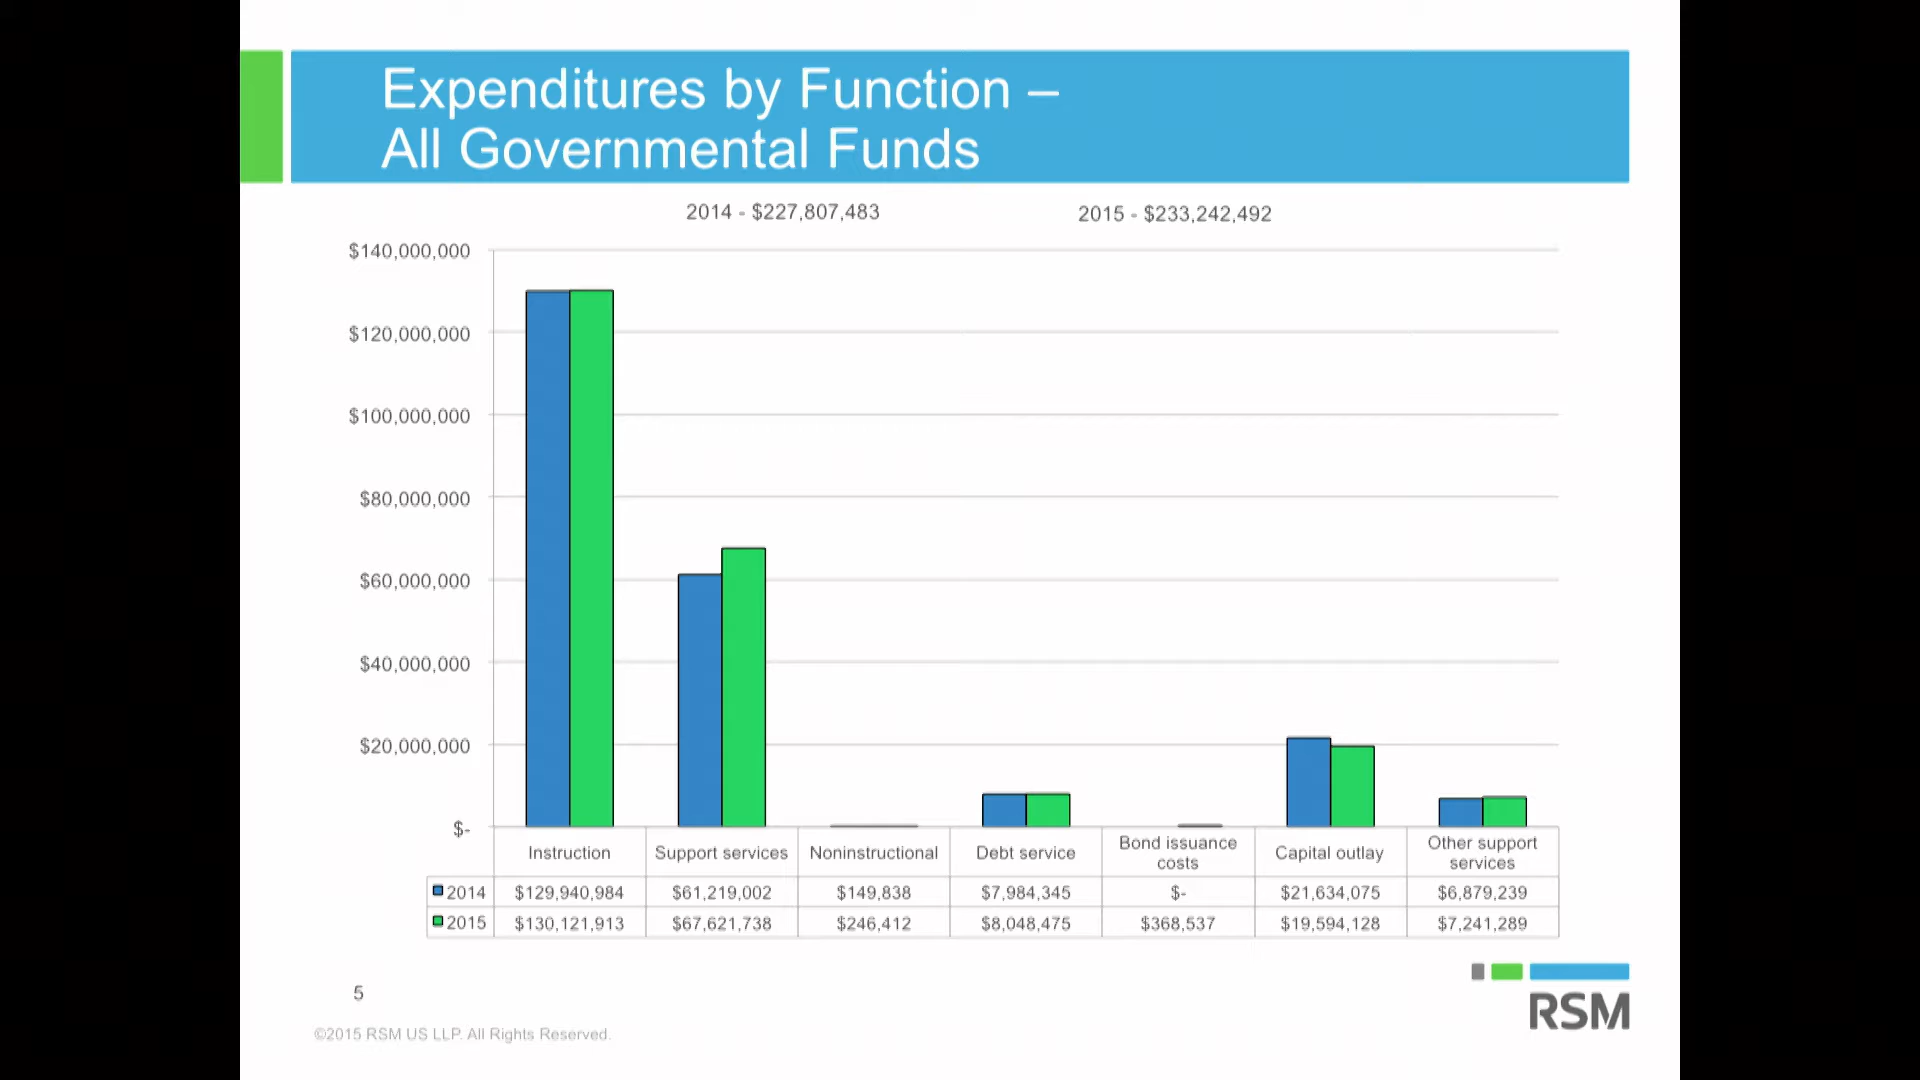 Expenditures by Function –
All Governmental Funds
2014 - $227,807,483 2015 - $233,242,492
$140,000,000
$120,000,000
$100,000,000
$80,000,000
$60,000,000
$40,000,000
$20,000,000
$-
Instruction Support services Noninstructional Debt service Bond issuance costs Capital outlay Other support services
2014 $129,940,984 $61,219,002 $149,838 $7,984,345 $- $21,634,075 $6,879,239
2015 $130,121,913 $67,621,738 $246,412 $8,048,475 $368,537 $19,594,128 $7,241,289
5
RSM
©2015 RSM US LLP. All Rights Reserved.